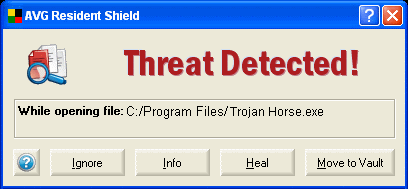 AVG Resident Shield
Threat Detected!
While opening file: C:/Program Files/Trojan Horse.exe
Ignore
Info
Heal
Move to Vault